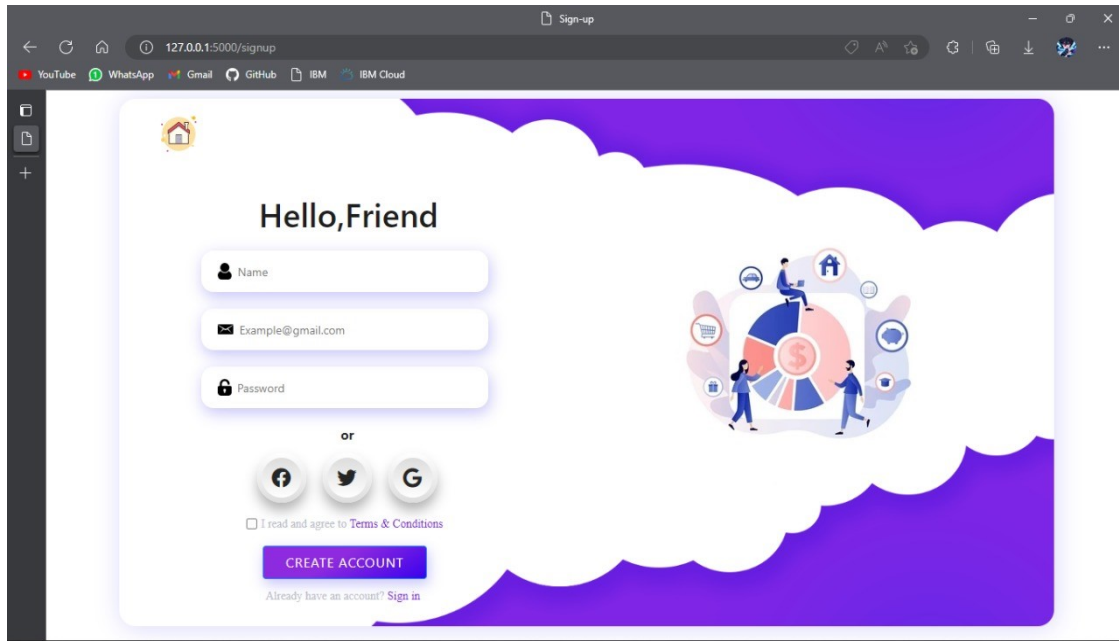 Sign-up
127.0.0.1:5000/signup
YouTube WhatsApp Gmail GitHub IBM IBM Cloud
Hello,Friend
Name
Example@gmail.com
Password
or
I read and agree to Terms & Conditions
CREATE ACCOUNT
Already have an account? Sign in